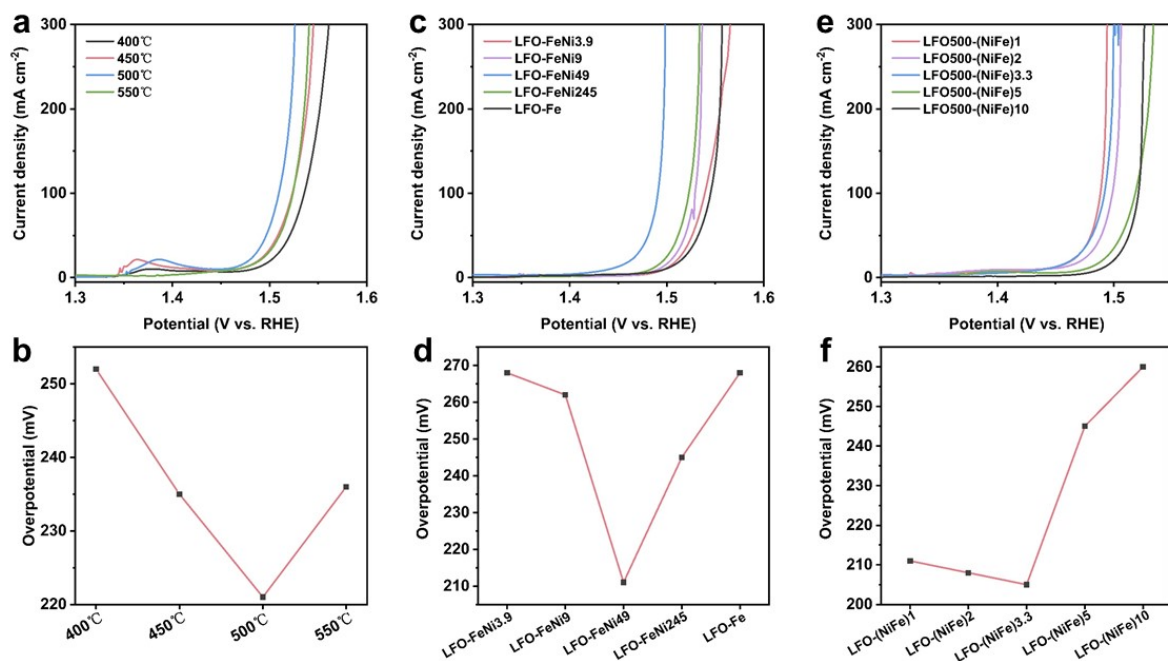 a
300
200
100
0
Current density (mA cm-2)
400℃
450℃
500℃
550℃
1.3
1.4
1.5
1.6
Potential (V vs. RHE)
c
300
200
100
0
Current density (mA cm-2)
LFO-FeNi3.9
LFO-FeNi9
LFO-FeNi49
LFO-FeNi245
LFO-Fe
1.3
1.4
1.5
1.6
Potential (V vs. RHE)
e
300
200
100
0
Current density (mA cm-2)
LFO500-(NiFe)1
LFO500-(NiFe)2
LFO500-(NiFe)3.3
LFO500-(NiFe)5
LFO500-(NiFe)10
1.3
1.4
1.5
Potential (V vs. RHE)
b
250
240
230
220
Overpotential (mV)
400℃
450℃
500℃
550℃
d
270
260
250
240
230
220
210
Overpotential (mV)
LFO-FeNi3.9
LFO-FeNi9
LFO-FeNi49
LFO-FeNi245
LFO-Fe
f
260
250
240
230
220
210
200
Overpotential (mV)
LFO-(NiFe)1
LFO-(NiFe)2
LFO-(NiFe)3.3
LFO-(NiFe)5
LFO-(NiFe)10